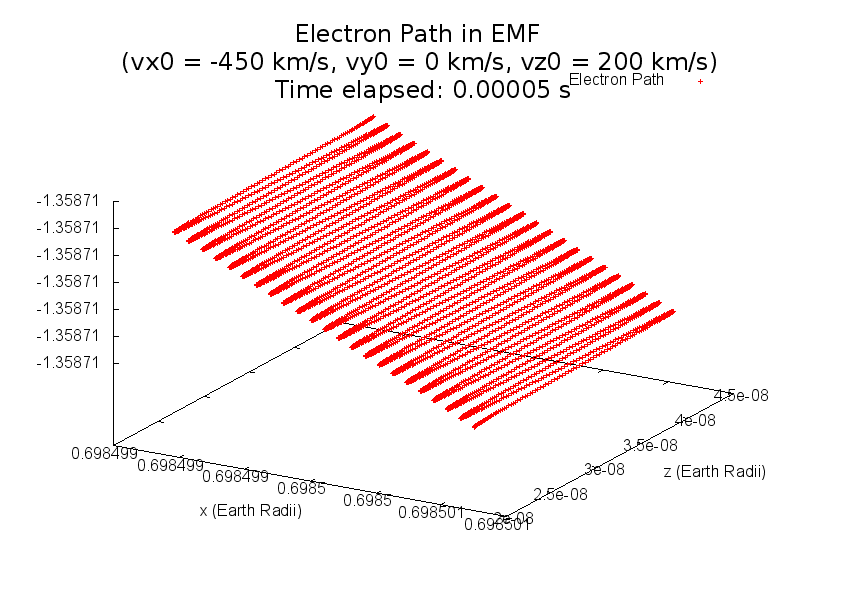 Electron Path in EMF
(vx0 = -450 km/s, vy0 = 0 km/s, vz0 = 200 km/s)
Time elapsed: 0.00005 s
Electron Path
-1.35871
-1.35871
-1.35871
-1.35871
-1.35871
-1.35871
-1.35871
0.698499
0.698499
0.698499
0.6985
0.6985
0.698501
0.698501
x (Earth Radii)
2e-08
2.5e-08
3e-08
3.5e-08
4e-08
4.5e-08
z (Earth Radii)